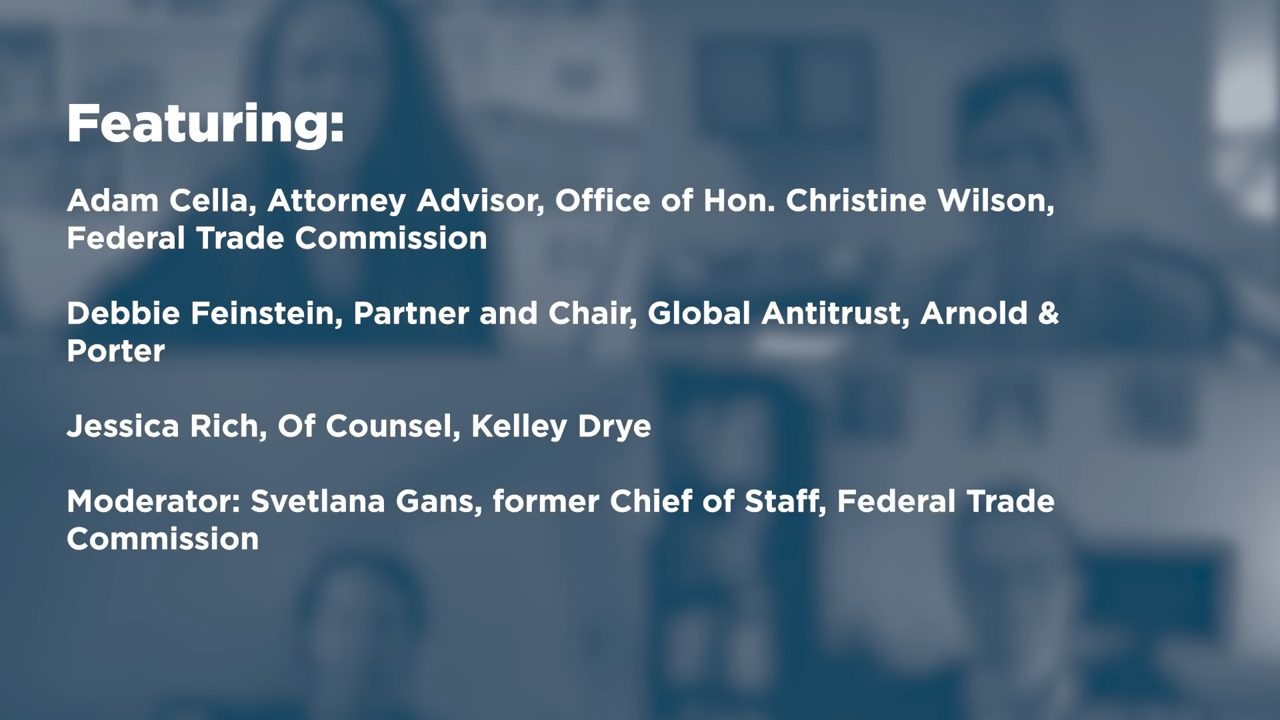 Featuring:
Adam Cella, Attorney Advisor, Office of Hon. Christine Wilson,
Federal Trade Commission
Debbie Feinstein, Partner and Chair, Global Antitrust, Arnold &
Porter
Jessica Rich, Of Counsel, Kelley Drye
Moderator: Svetlana Gans, former Chief of Staff, Federal Trade
Commission